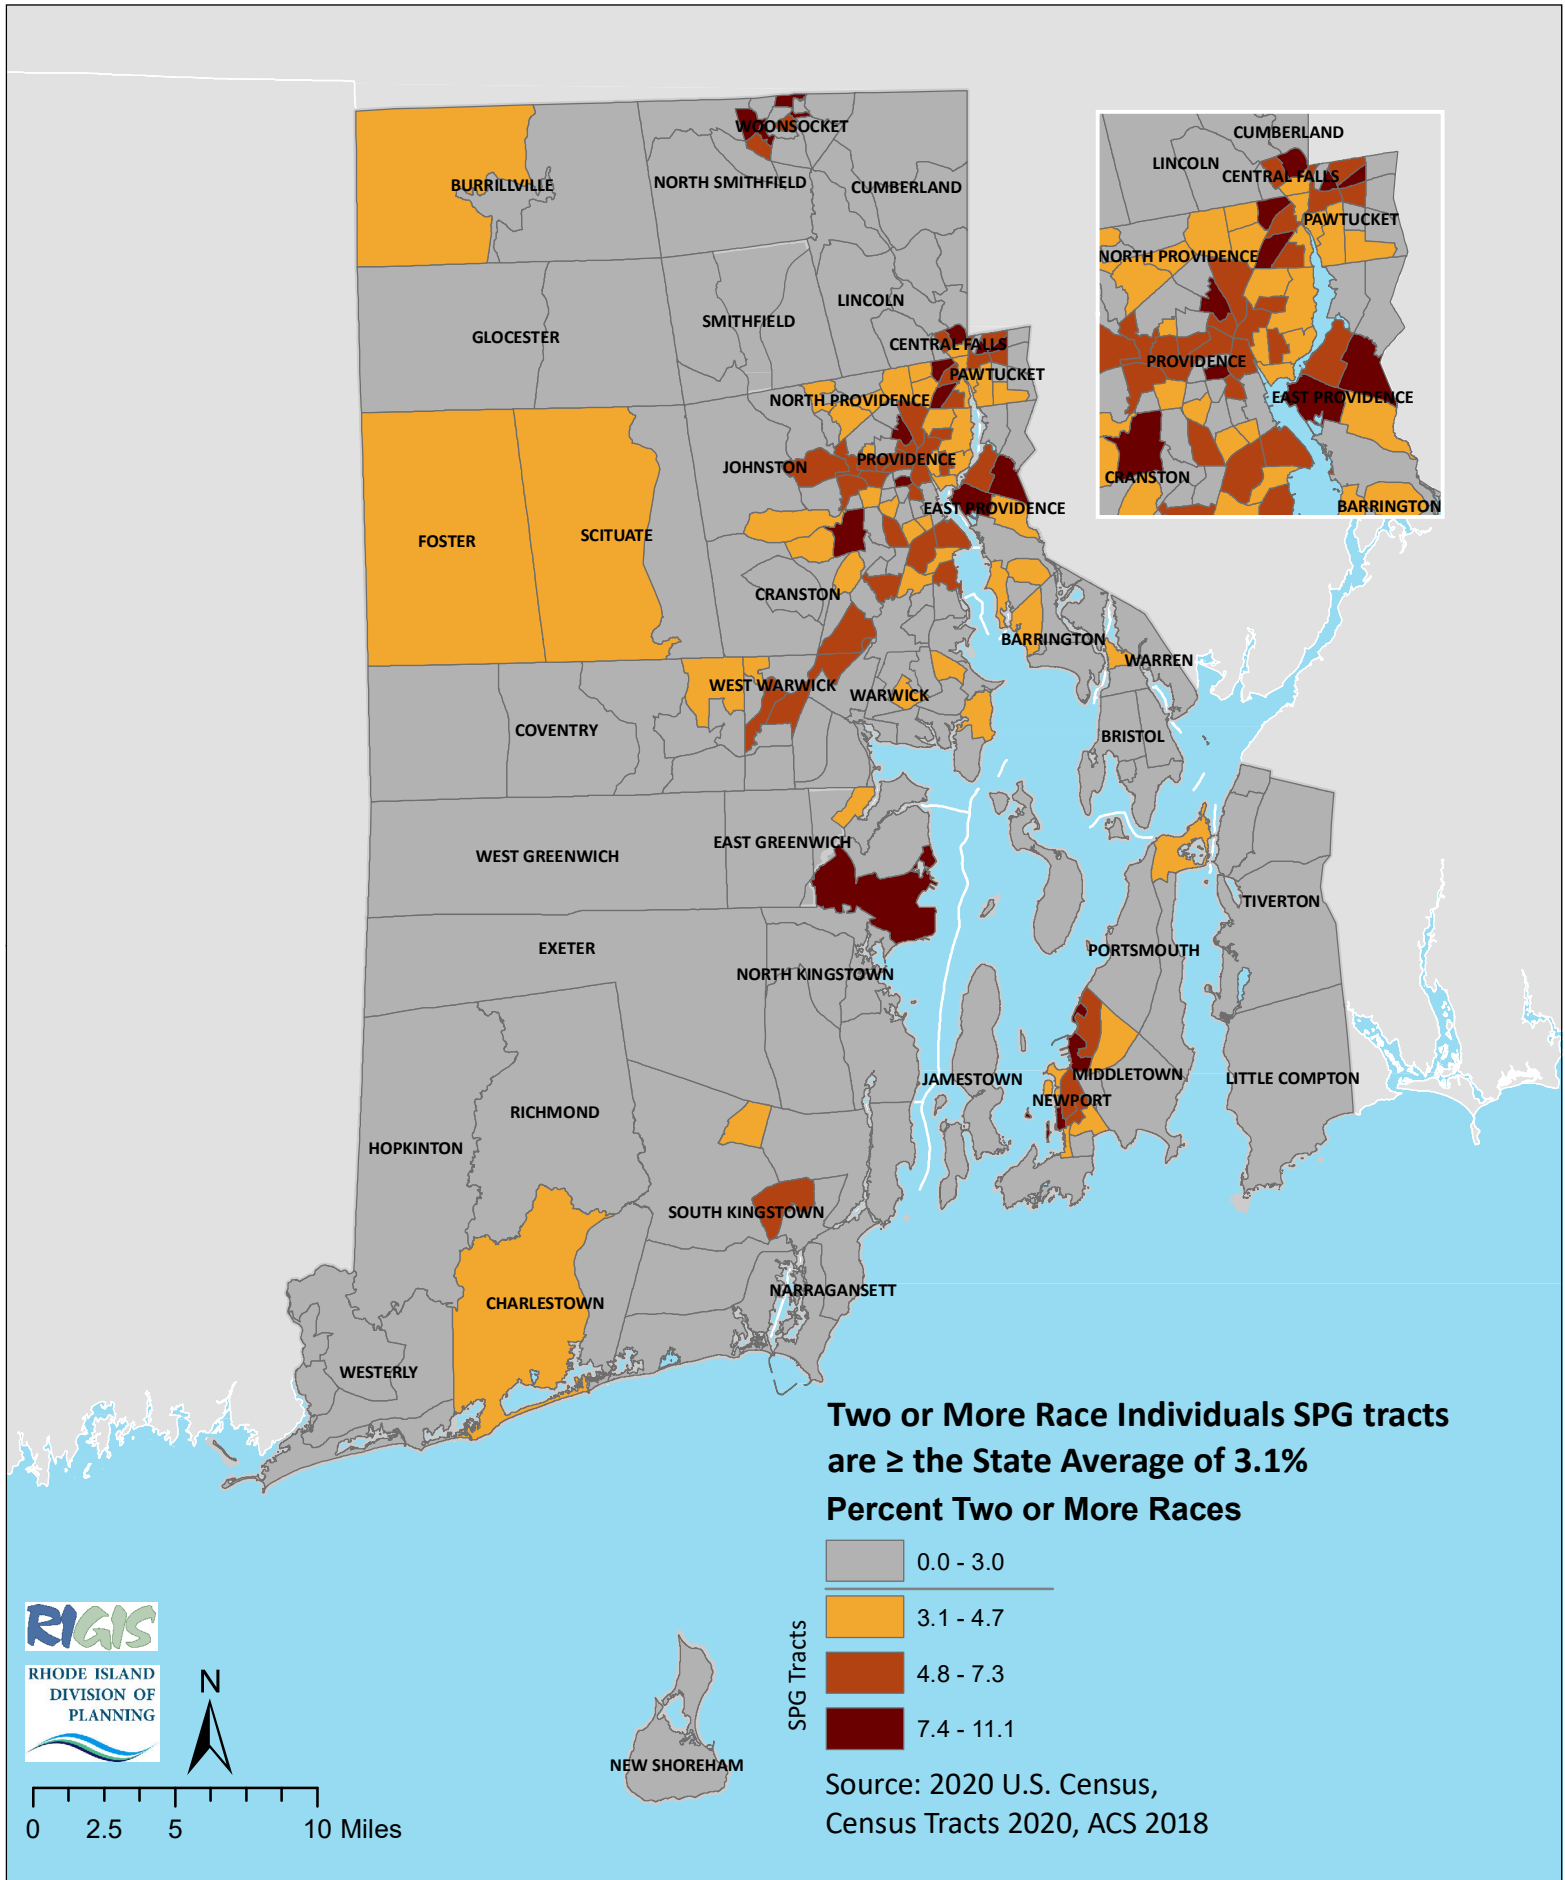 WOONSOCKET
BURRILLVILLE
NORTH SMITHFIELD
CUMBERLAND
GLOCESTER
SMITHFIELD
LINCOLN
CENTRAL FALLS
PAWTUCKET
NORTH PROVIDENCE
JOHNSTON
PROVIDENCE
EAST PROVIDENCE
FOSTER
SCITUATE
CRANSTON
BARRINGTON
WARREN
WEST WARWICK
WARWICK
COVENTRY
BRISTOL
WEST GREENWICH
EAST GREENWICH
TIVERTON
EXETER
NORTH KINGSTOWN
PORTSMOUTH
JAMESTOWN
MIDDLETOWN
LITTLE COMPTON
NEWPORT
RICHMOND
HOPKINTON
SOUTH KINGSTOWN
NARRAGANSETT
CHARLESTOWN
WESTERLY
NEW SHOREHAM
CUMBERLAND
LINCOLN
CENTRAL FALLS
PAWTUCKET
NORTH PROVIDENCE
PROVIDENCE
EAST PROVIDENCE
CRANSTON
BARRINGTON
Two or More Race Individuals SPG tracts
are ≥ the State Average of 3.1%
Percent Two or More Races
0.0 - 3.0
SPG Tracts
3.1 - 4.7
4.8 - 7.3
7.4 - 11.1
Source: 2020 U.S. Census,
Census Tracts 2020, ACS 2018
RIGIS
RHODE ISLAND
DIVISION OF
PLANNING
N
0 2.5 5 10 Miles